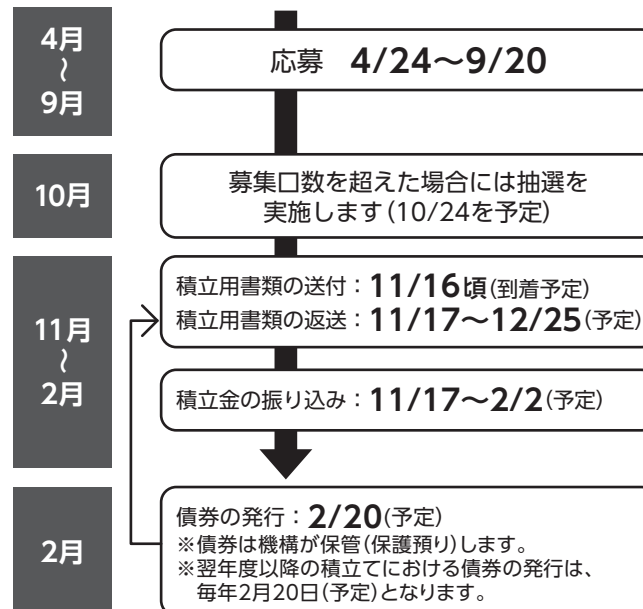 4月
〜
9月
応募 4/24〜9/20
10月
募集口数を超えた場合には抽選を
実施します(10/24を予定)
11月
〜
2月
積立用書類の送付：11/16頃(到着予定)
積立用書類の返送：11/17〜12/25(予定)
積立金の振り込み：11/17〜2/2(予定)
2月
債券の発行：2/20(予定)
※債券は機構が保管(保護預り)します。
※翌年度以降の積立てにおける債券の発行は、
毎年2月20日(予定)となります。